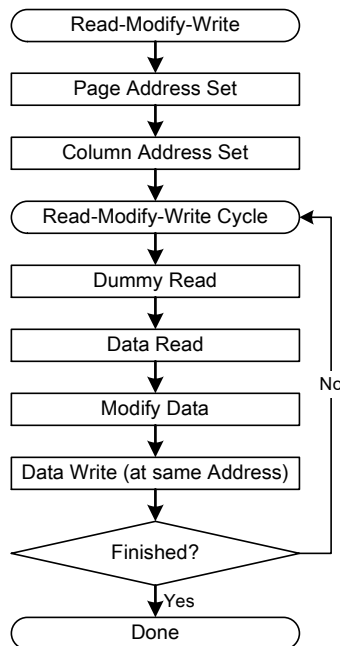 Read-Modify-Write
Page Address Set
Column Address Set
Read-Modify-Write Cycle
Dummy Read
Data Read
No
Modify Data
Data Write (at same Address)
Finished?
Yes
Done